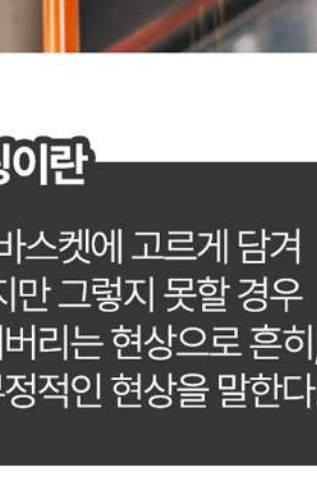 이란
바스켓에 고르게 담겨
지만 그렇지 못할 경우
버리는 현상으로 흔히,
부정적인 현상을 말한다.